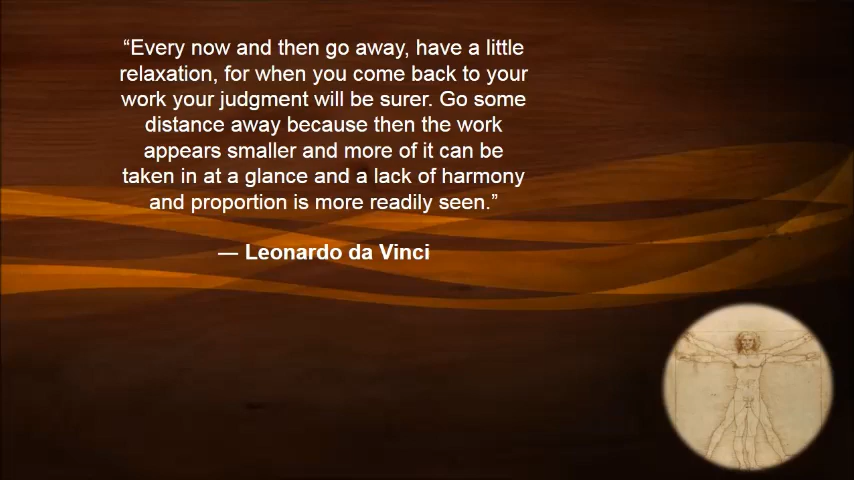 “Every now and then go away, have a little
relaxation, for when you come back to your
work your judgment will be surer. Go some
distance away because then the work
appears smaller and more of it can be
taken in at a glance and a lack of harmony
and proportion is more readily seen.”
— Leonardo da Vinci